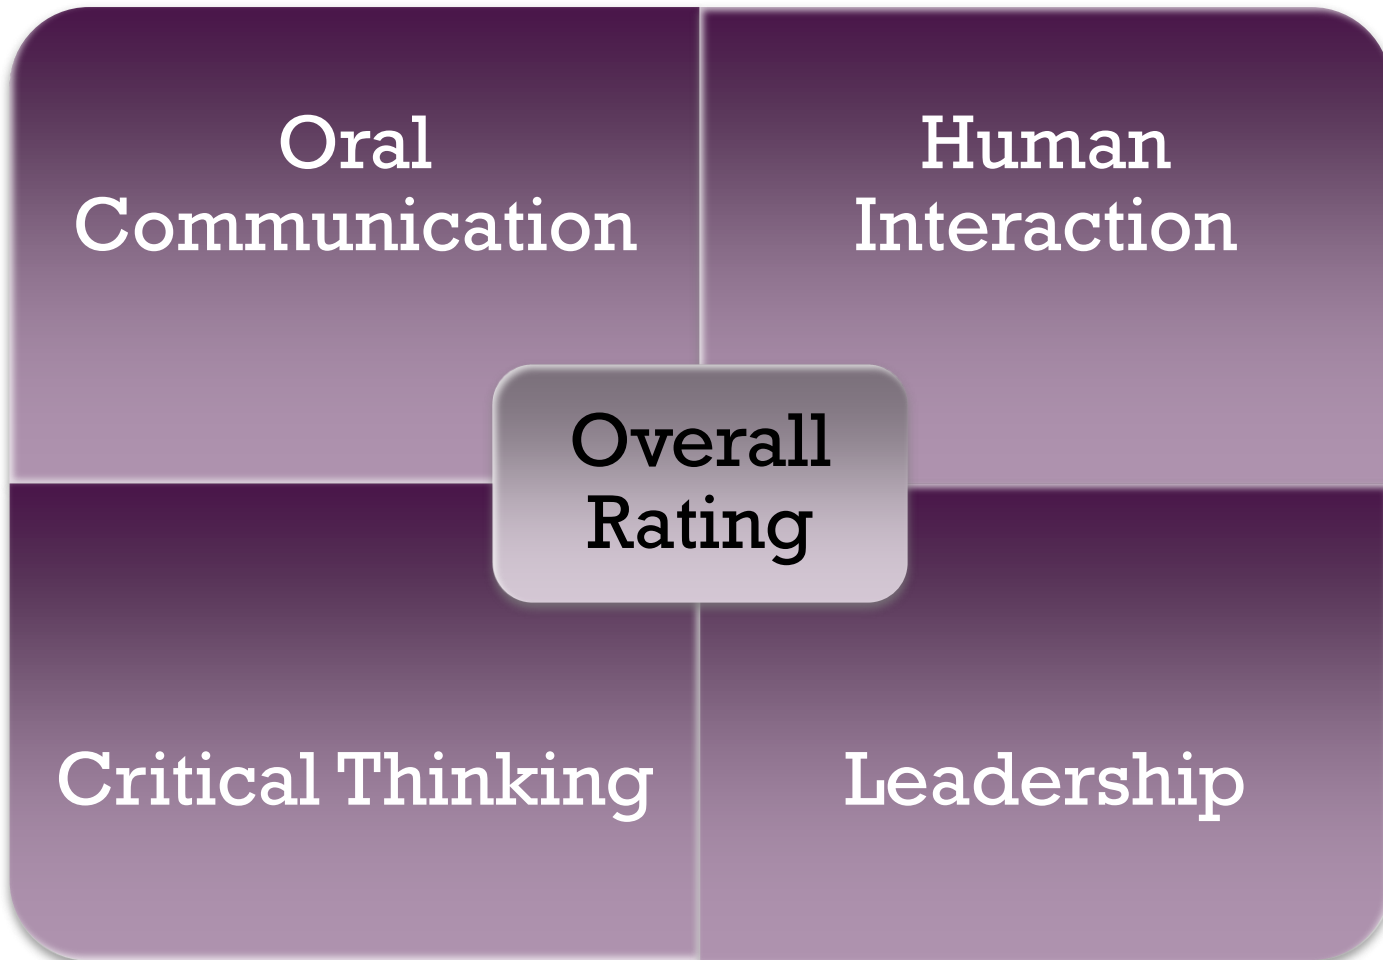 Oral
Communication
Human
Interaction
Overall
Rating
Critical Thinking
Leadership